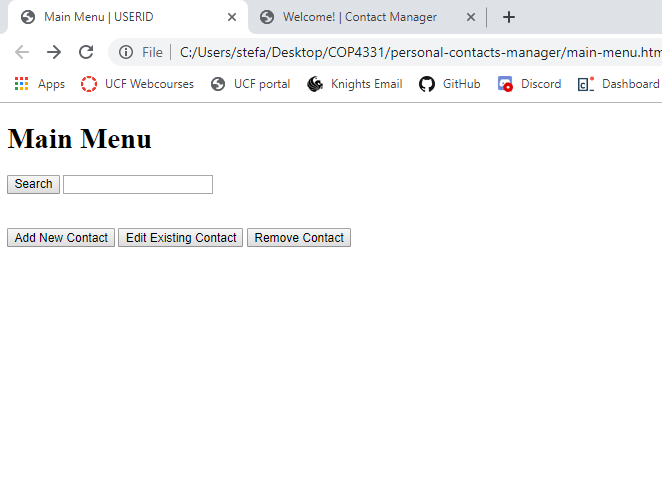 Main Menu | USERID Welcome! | Contact Manager
File C:/Users/stefa/Desktop/COP4331/personal-contacts-manager/main-menu.htm
Apps UCF Webcourses UCF portal Knights Email GitHub Discord Dashboard
Main Menu
Search
Add New Contact Edit Existing Contact Remove Contact